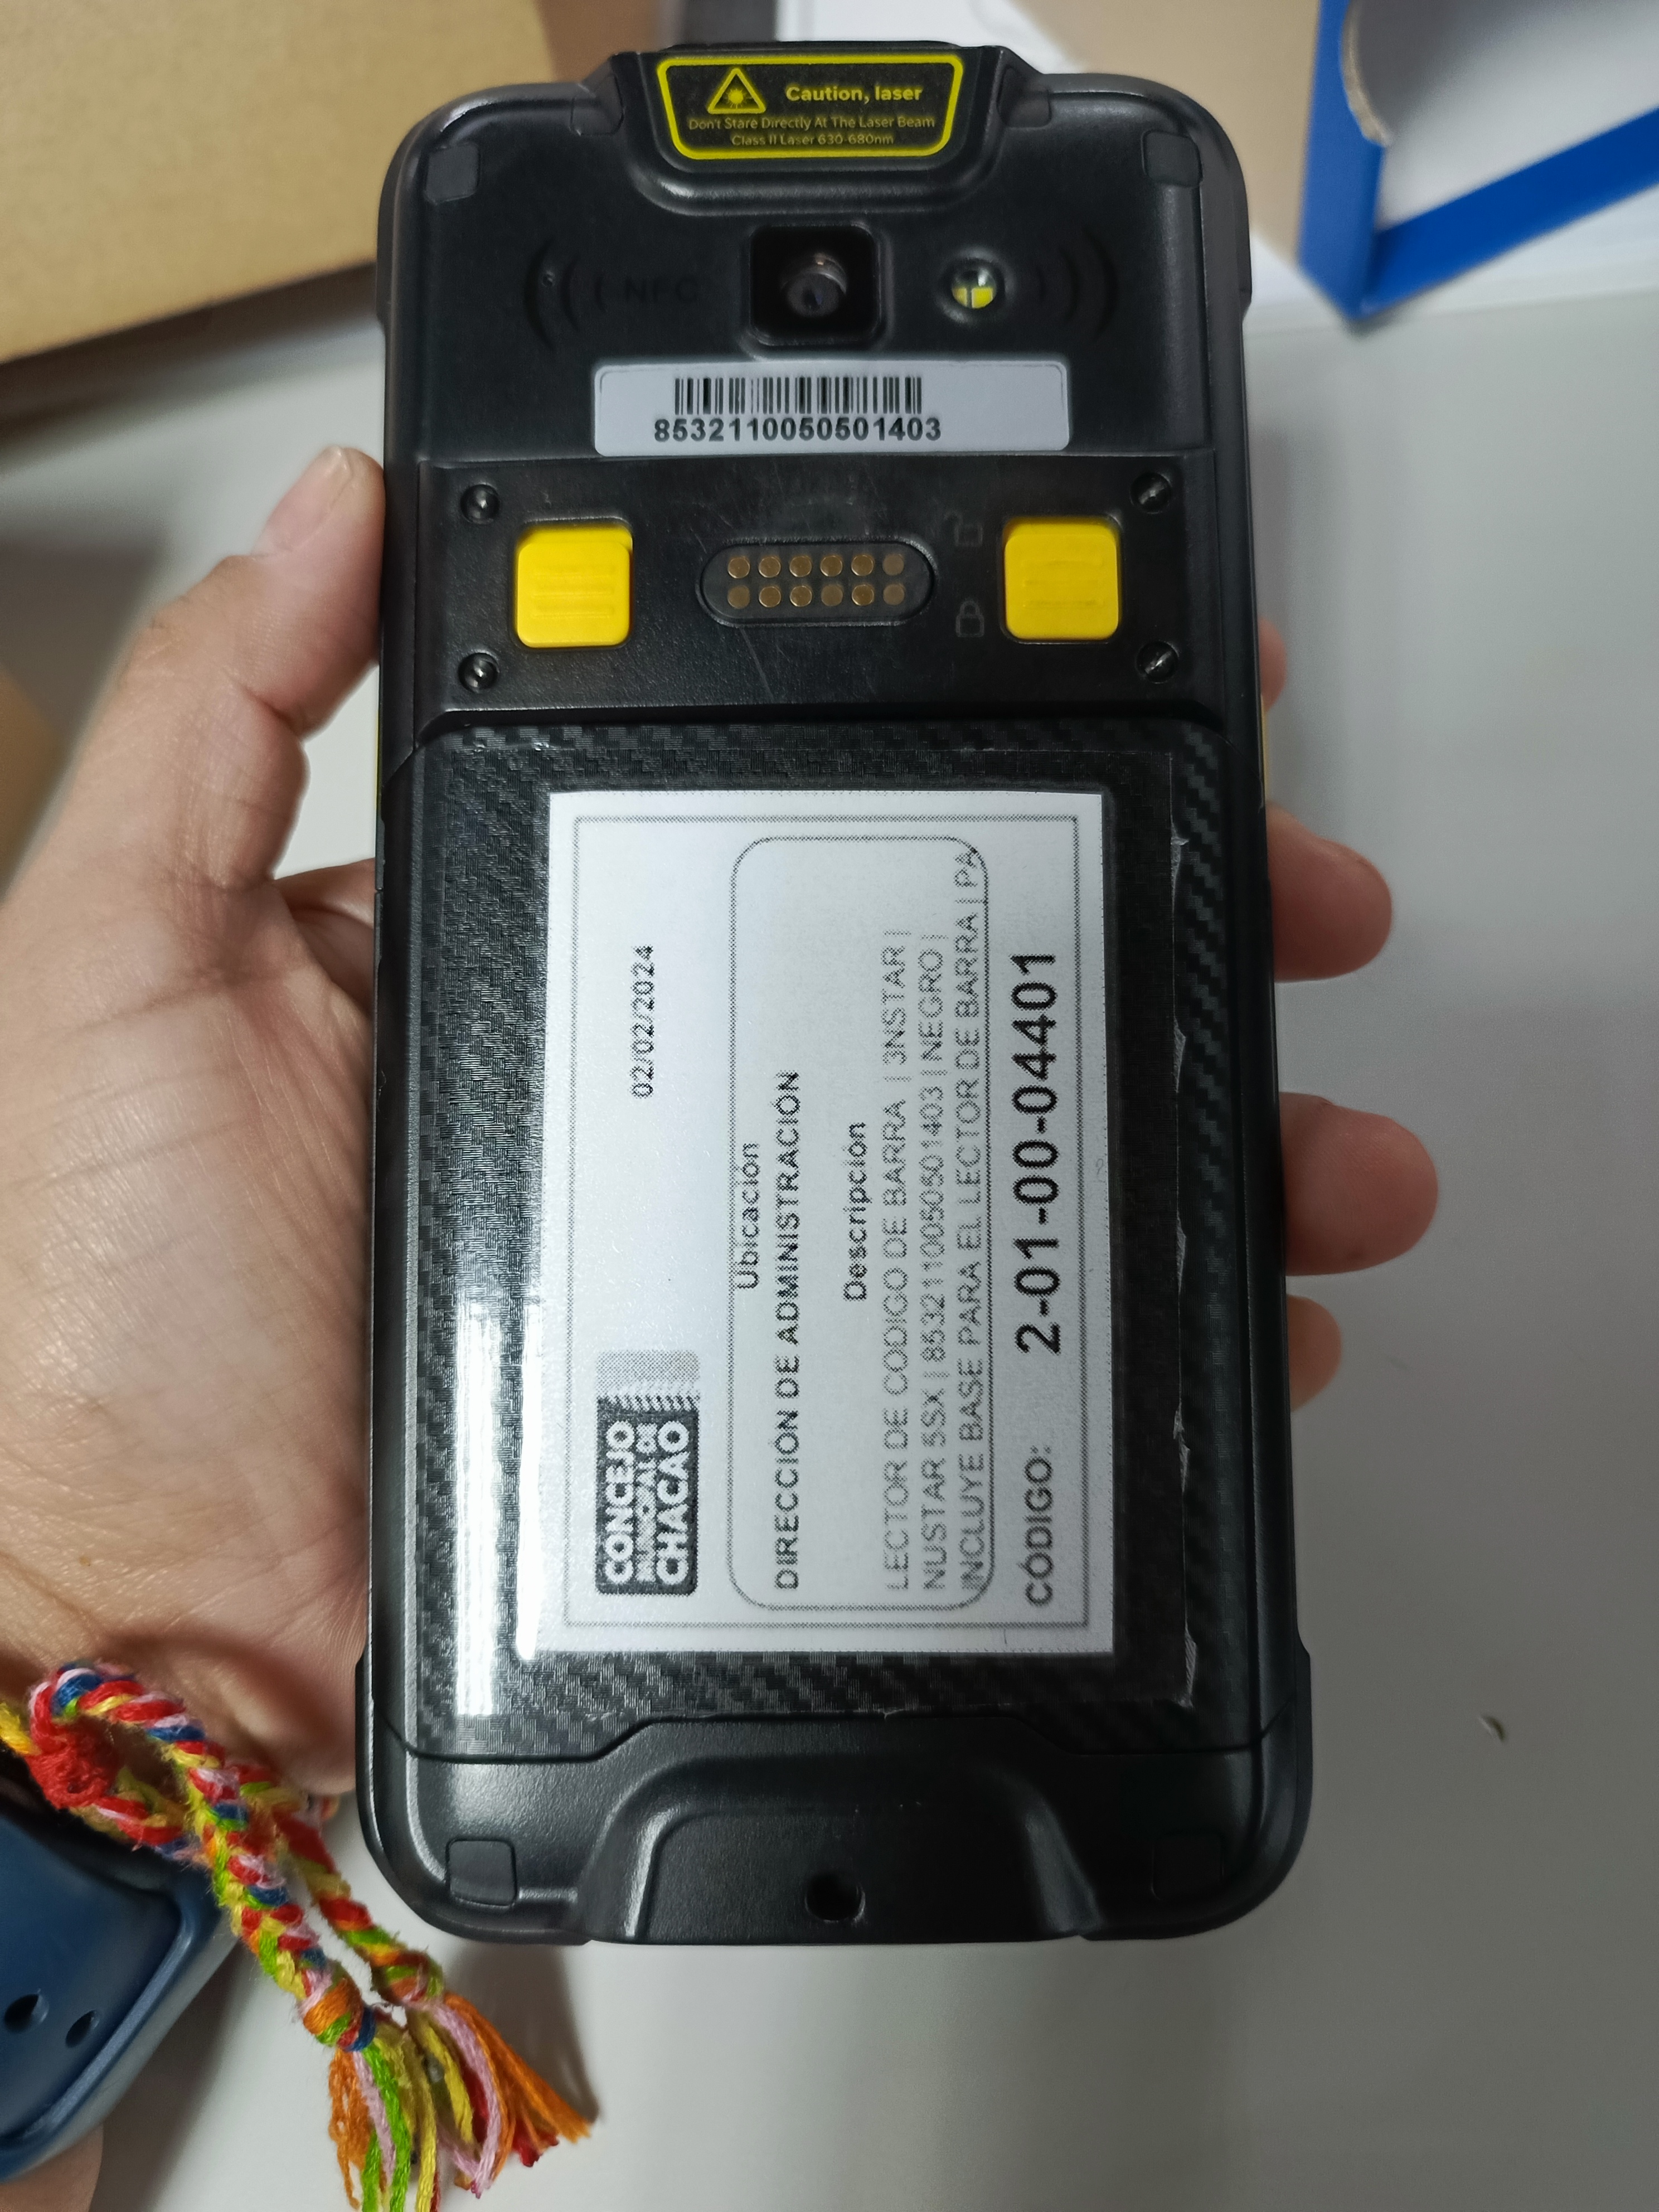 Caution, laser
Don't Stare Directly At The Laser Beam
Class II Laser 630-680nm
NFC
8532110050501403
CONCEJO
MUNICIPAL DE
CHACAO
02/02/2024
Ubicación
DIRECCIÓN DE ADMINISTRACIÓN
Descripción
LECTOR DE CODIGO DE BARRA | 3NSTAR |
NUSTAR 5SX | 8532110050501403 | NEGRO |
INCLUYE BASE PARA EL LECTOR DE BARRA | PA
CÓDIGO: 2-01-00-04401